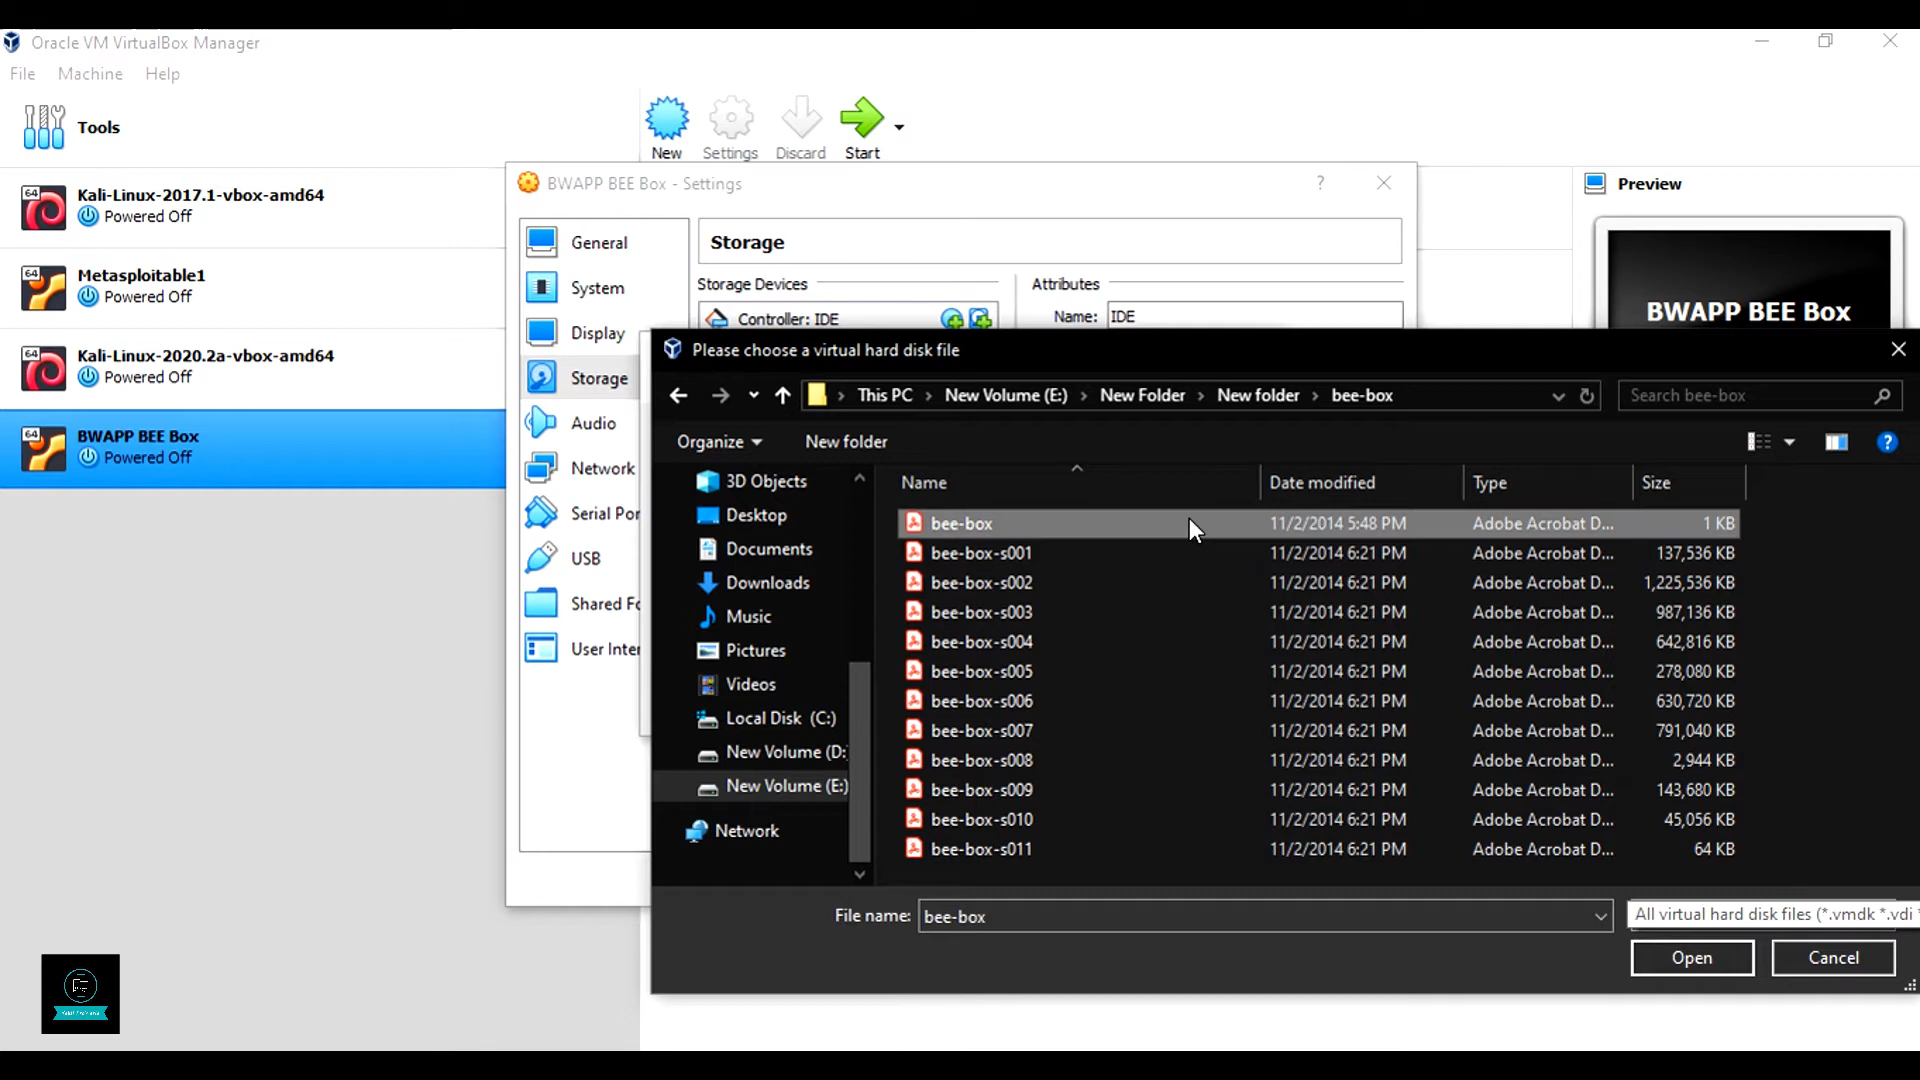 Oracle VM VirtualBox Manager
File Machine Help
Tools
New Settings Discard Start
Kali-Linux-2017.1-vbox-amd64
Powered Off
Metasploitable1
Powered Off
Kali-Linux-2020.2a-vbox-amd64
Powered Off
BWAPP BEE Box
Powered Off
64
64
64
64
BWAPP BEE Box - Settings ?
General
System
Display
Storage
Audio
Network
Serial Por
USB
Shared Fo
User Inter
Storage
Storage Devices
Controller: IDE
Attributes
Name: IDE
Preview
BWAPP BEE Box
Please choose a virtual hard disk file
This PC › New Volume (E:) › New Folder › New folder › bee-box
Search bee-box
Organize New folder
3D Objects
Desktop
Documents
Downloads
Music
Pictures
Videos
Local Disk (C:)
New Volume (D:
New Volume (E:)
Network
Name Date modified Type Size
bee-box 11/2/2014 5:48 PM Adobe Acrobat D... 1 KB
bee-box-s001 11/2/2014 6:21 PM Adobe Acrobat D... 137,536 KB
bee-box-s002 11/2/2014 6:21 PM Adobe Acrobat D... 1,225,536 KB
bee-box-s003 11/2/2014 6:21 PM Adobe Acrobat D... 987,136 KB
bee-box-s004 11/2/2014 6:21 PM Adobe Acrobat D... 642,816 KB
bee-box-s005 11/2/2014 6:21 PM Adobe Acrobat D... 278,080 KB
bee-box-s006 11/2/2014 6:21 PM Adobe Acrobat D... 630,720 KB
bee-box-s007 11/2/2014 6:21 PM Adobe Acrobat D... 791,040 KB
bee-box-s008 11/2/2014 6:21 PM Adobe Acrobat D... 2,944 KB
bee-box-s009 11/2/2014 6:21 PM Adobe Acrobat D... 143,680 KB
bee-box-s010 11/2/2014 6:21 PM Adobe Acrobat D... 45,056 KB
bee-box-s011 11/2/2014 6:21 PM Adobe Acrobat D... 64 KB
File name: bee-box
All virtual hard disk files (*.vmdk *.vdi *
Open Cancel